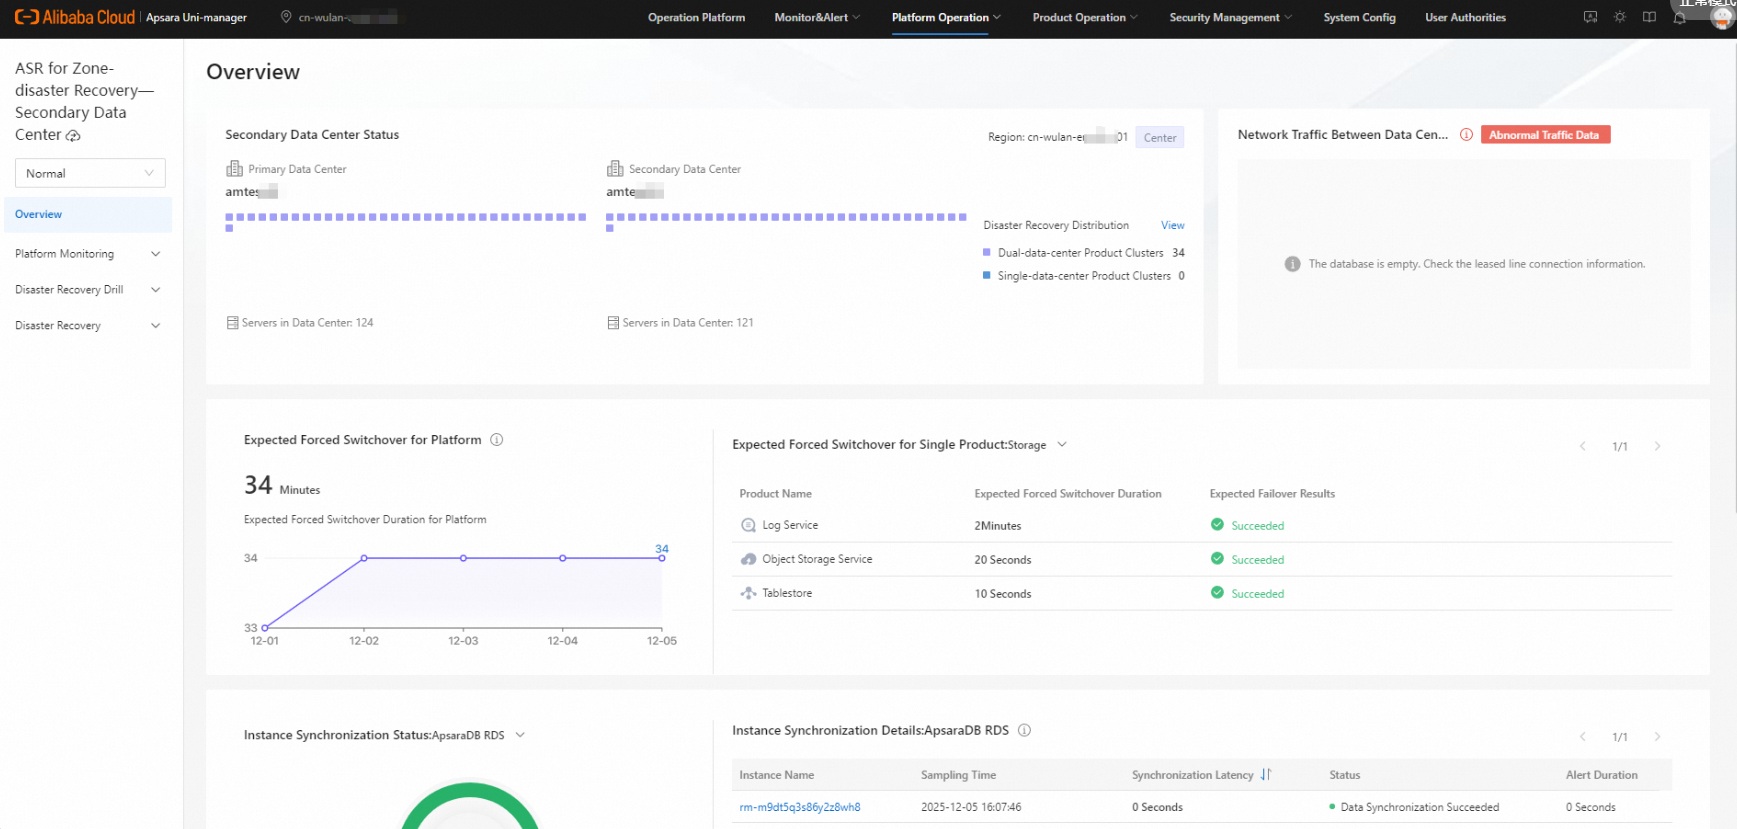 Alibaba Cloud | Apsara Uni-manager
cn-wulan-
Operation Platform
Monitor&Alert
Platform Operation
Product Operation
Security Management
System Config
User Authorities
正常模式
ASR for Zone-
disaster Recovery—
Secondary Data
Center
Normal
Overview
Platform Monitoring
Disaster Recovery Drill
Disaster Recovery
Overview
Secondary Data Center Status
Region: cn-wulan-e 01
Center
Primary Data Center
amtes
Secondary Data Center
amte
Disaster Recovery Distribution
View
Dual-data-center Product Clusters 34
Single-data-center Product Clusters 0
Servers in Data Center: 124
Servers in Data Center: 121
Network Traffic Between Data Cen...
Abnormal Traffic Data
The database is empty. Check the leased line connection information.
Expected Forced Switchover for Platform
34 Minutes
Expected Forced Switchover Duration for Platform
34
34
33
12-01
12-02
12-03
12-04
12-05
Expected Forced Switchover for Single Product:Storage
1/1
Product Name
Expected Forced Switchover Duration
Expected Failover Results
Log Service
2Minutes
Succeeded
Object Storage Service
20 Seconds
Succeeded
Tablestore
10 Seconds
Succeeded
Instance Synchronization Status:ApsaraDB RDS
Instance Synchronization Details:ApsaraDB RDS
1/1
Instance Name
Sampling Time
Synchronization Latency
Status
Alert Duration
rm-m9dt5q3s86y2z8wh8
2025-12-05 16:07:46
0 Seconds
Data Synchronization Succeeded
0 Seconds